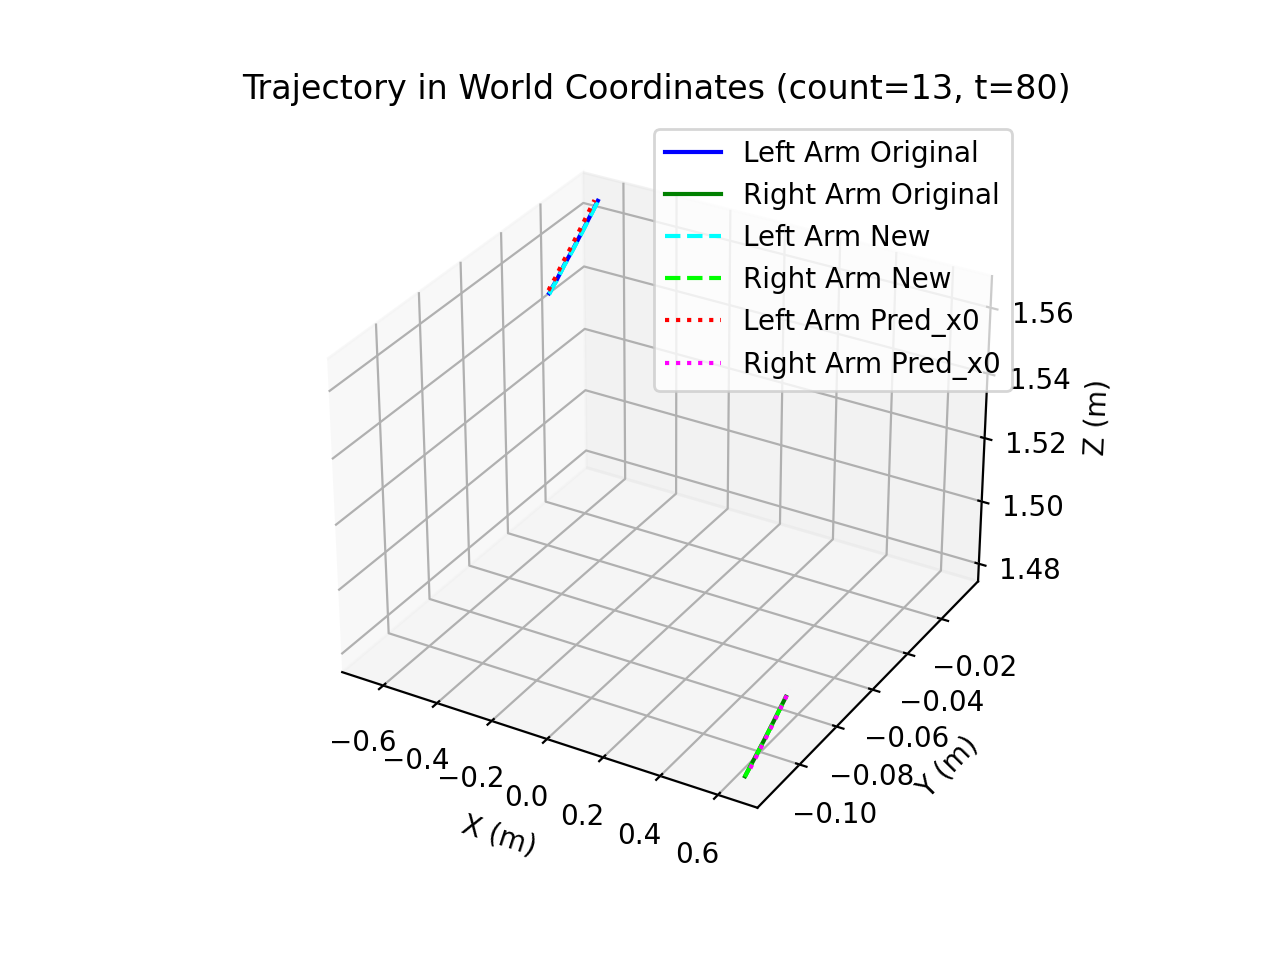 Trajectory in World Coordinates (count=13, t=80)
Left Arm Original
Right Arm Original
Left Arm New
Right Arm New
Left Arm Pred_x0
Right Arm Pred_x0
1.56
1.54
1.52
1.50
1.48
Z (m)
−0.02
−0.04
−0.06
−0.08
−0.10
Y (m)
−0.6
−0.4
−0.2
0.0
0.2
0.4
0.6
X (m)